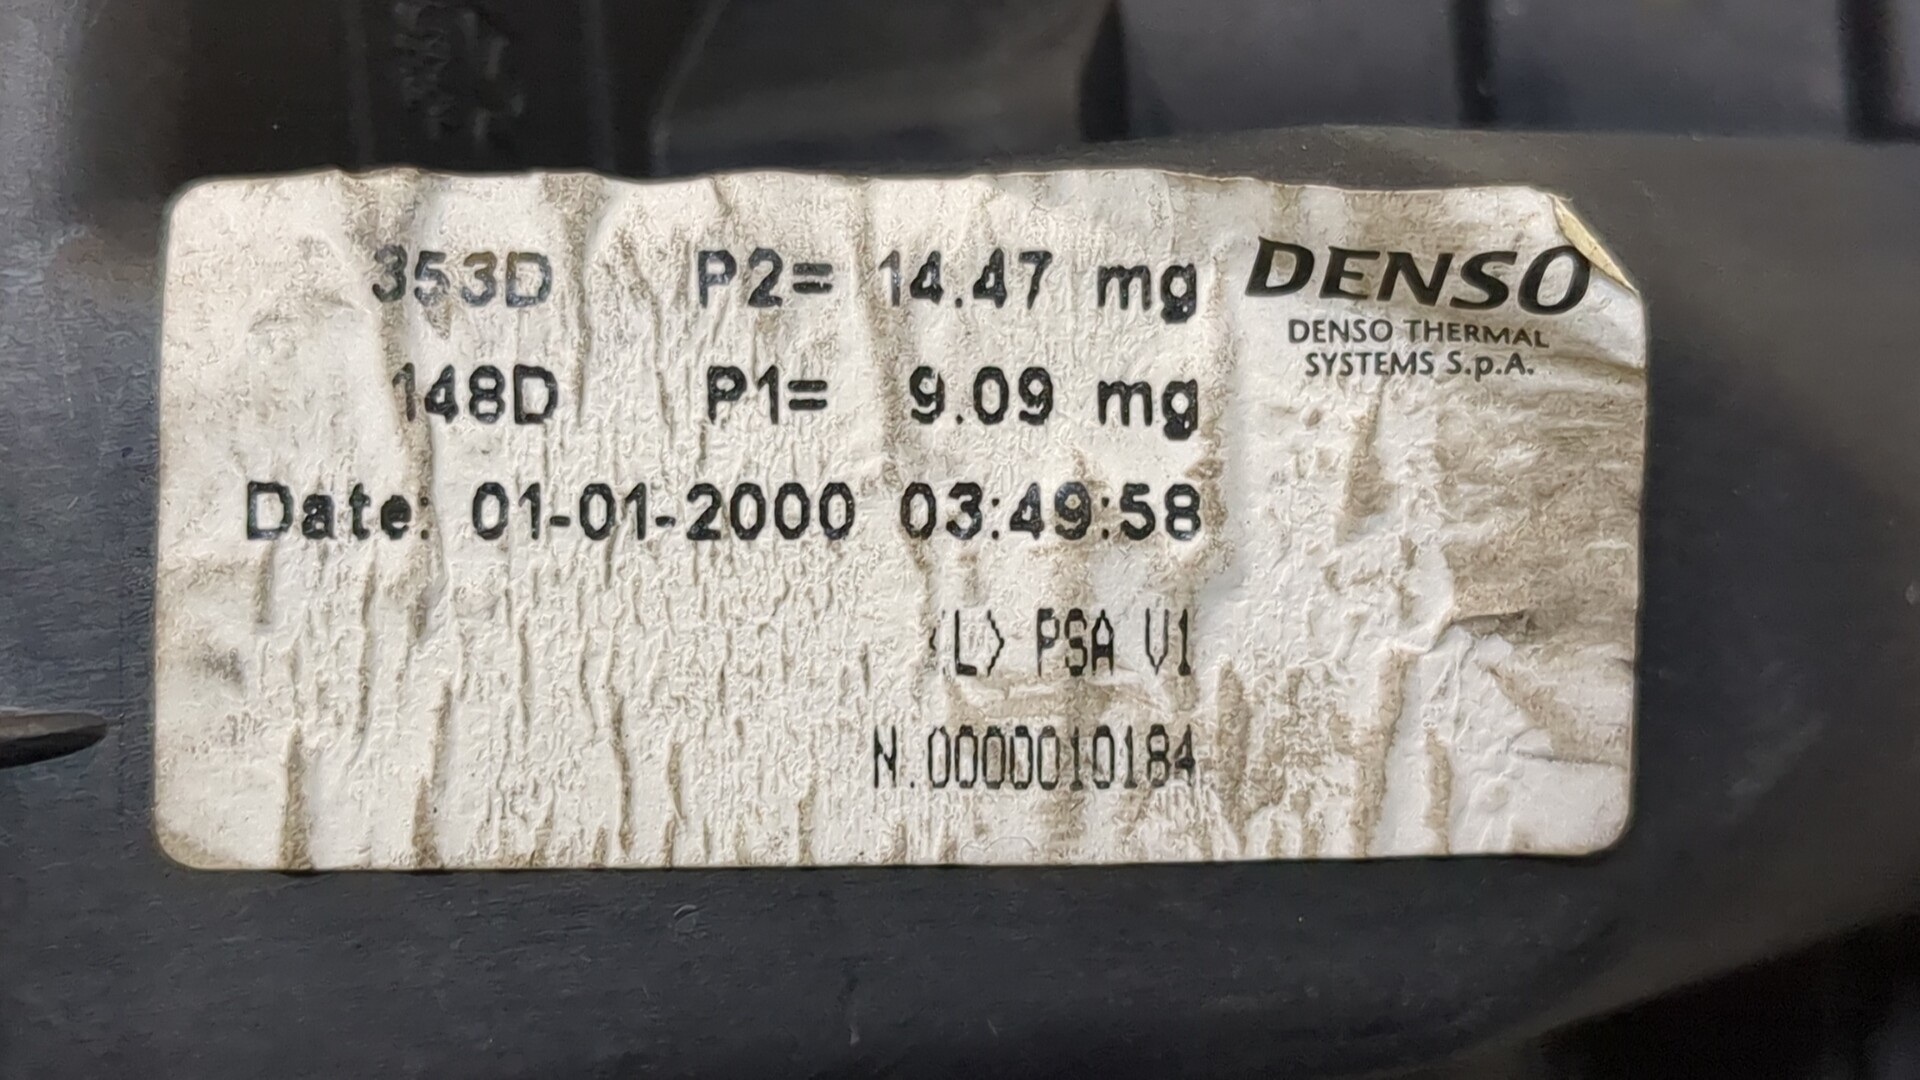 353D P2= 14.47 mg
148D P1= 9.09 mg
Date: 01-01-2000 03:49:58
<L> PSA V1
N.0000010184
DENSO
DENSO THERMAL
SYSTEMS S.p.A.